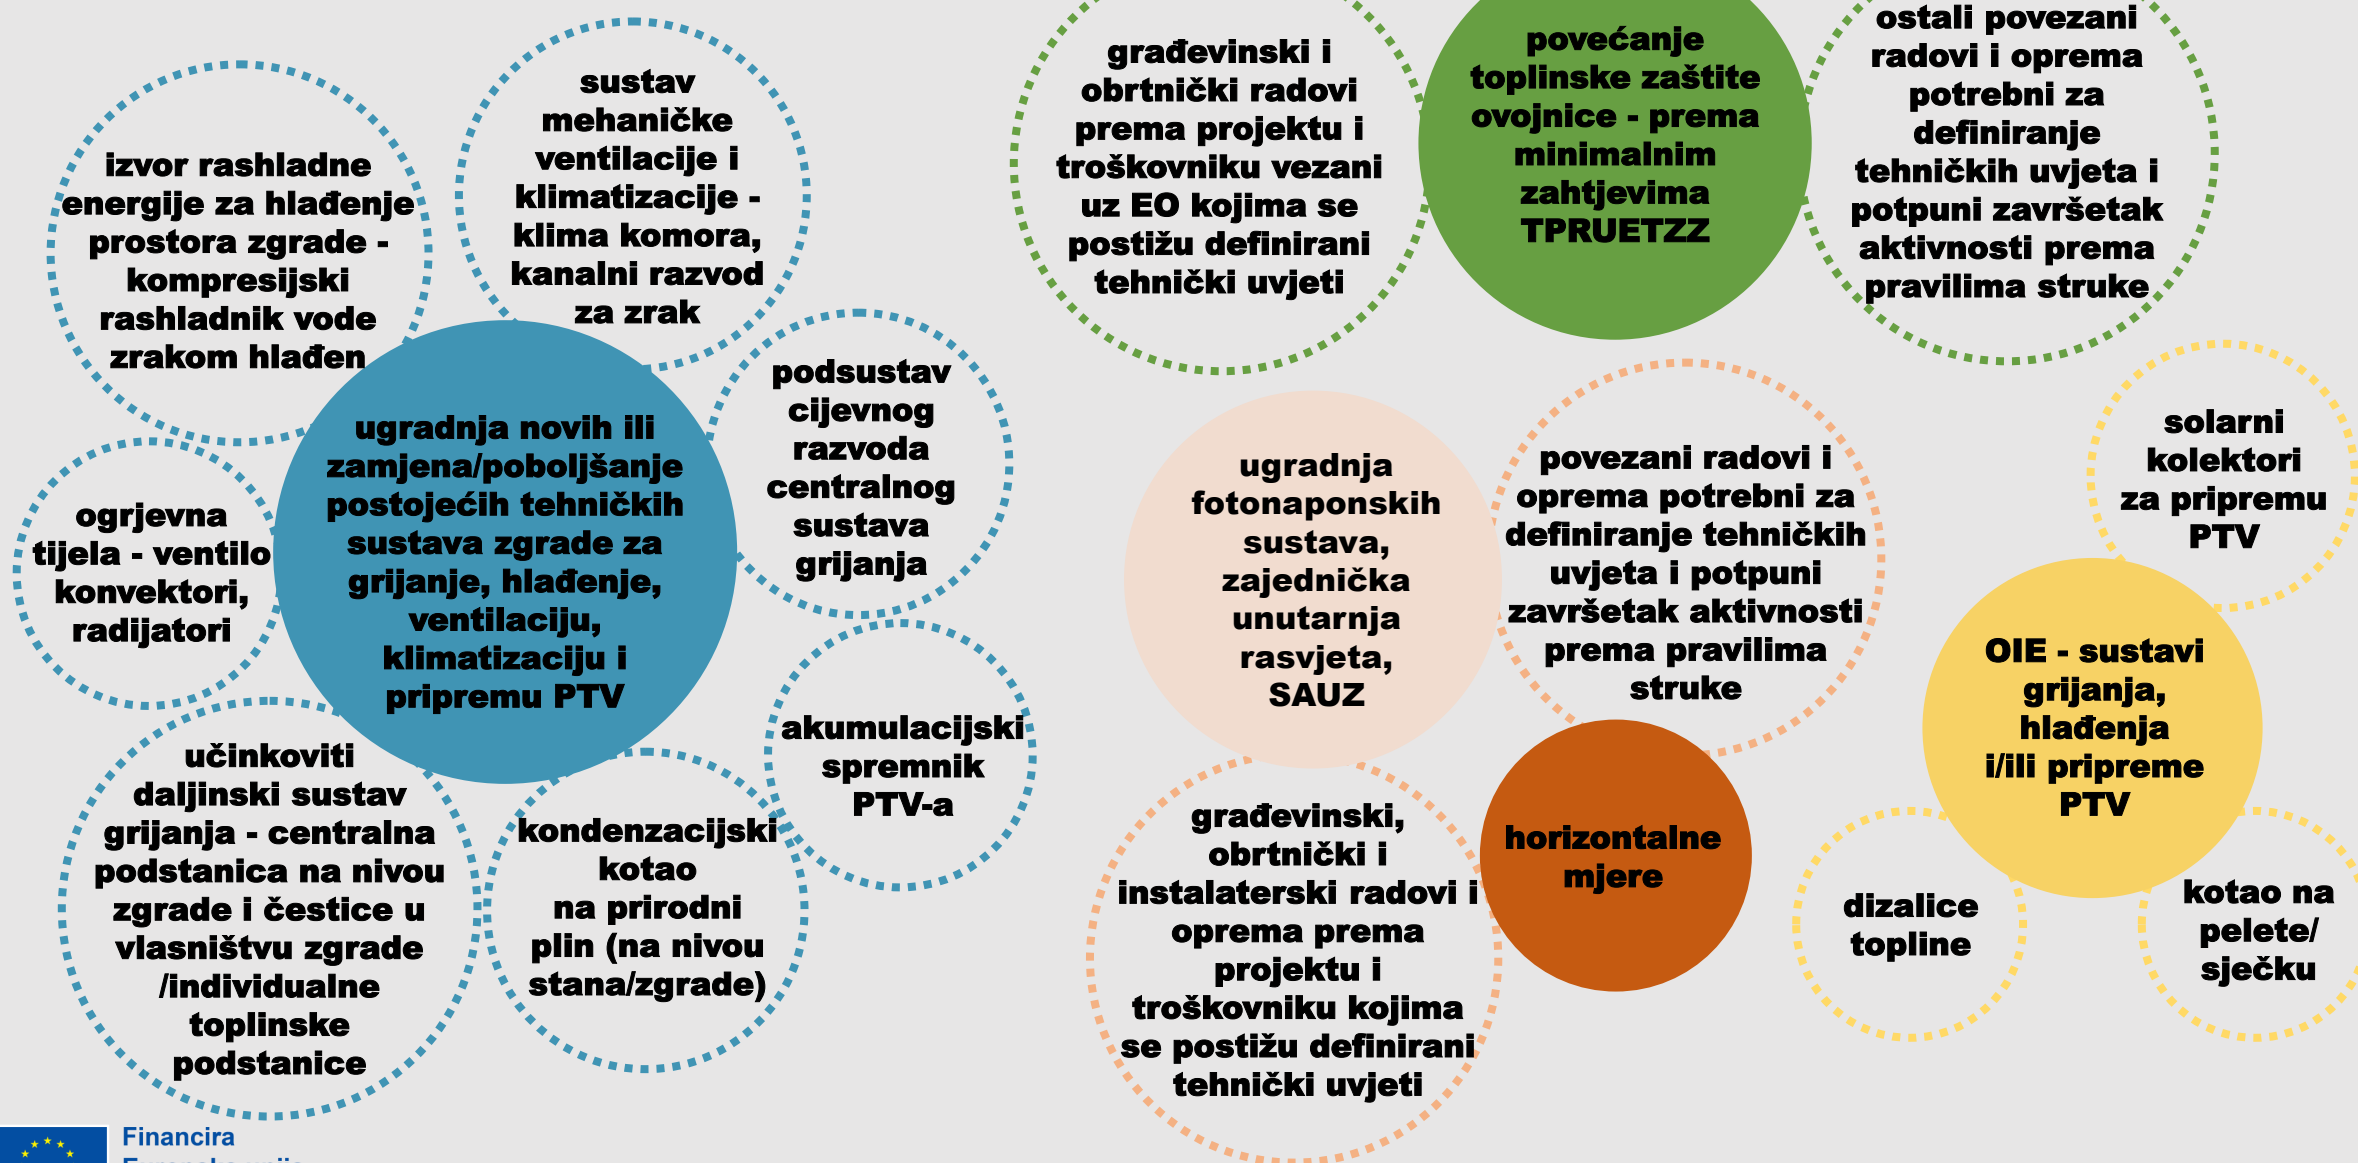 izvor rashladne
energije za hlađenje
prostora zgrade -
kompresijski
rashladnik vode
zrakom hlađen
sustav
mehaničke
ventilacije i
klimatizacije -
klima komora,
kanalni razvod
za zrak
podsustav
cijevnog
razvoda
centralnog
sustava
grijanja
ugradnja novih ili
zamjena/poboljšanje
postojećih tehničkih
sustava zgrade za
grijanje, hlađenje,
ventilaciju,
klimatizaciju i
pripremu PTV
ogrjevna
tijela - ventilo
konvektori,
radijatori
učinkoviti
daljinski sustav
grijanja - centralna
podstanica na nivou
zgrade i čestice u
vlasništvu zgrade
/individualne
toplinske
podstanice
kondenzacijski
kotao
na prirodni
plin (na nivou
stana/zgrade)
akumulacijski
spremnik
PTV-a
građevinski i
obrtnički radovi
prema projektu i
troškovniku vezani
uz EO kojima se
postižu definirani
tehnički uvjeti
povećanje
toplinske zaštite
ovojnice - prema
minimalnim
zahtjevima
TPRUETZZ
ostali povezani
radovi i oprema
potrebni za
definiranje
tehničkih uvjeta i
potpuni završetak
aktivnosti prema
pravilima struke
ugradnja
fotonaponskih
sustava,
zajednička
unutarnja
rasvjeta,
SAUZ
povezani radovi i
oprema potrebni za
definiranje tehničkih
uvjeta i potpuni
završetak aktivnosti
prema pravilima
struke
horizontalne
mjere
građevinski,
obrtnički i
instalaterski radovi i
oprema prema
projektu i
troškovniku kojima
se postižu definirani
tehnički uvjeti
solarni
kolektori
za pripremu
PTV
OIE - sustavi
grijanja,
hlađenja
i/ili pripreme
PTV
dizalice
topline
kotao na
pelete/
sječku
Financira
Europska unija